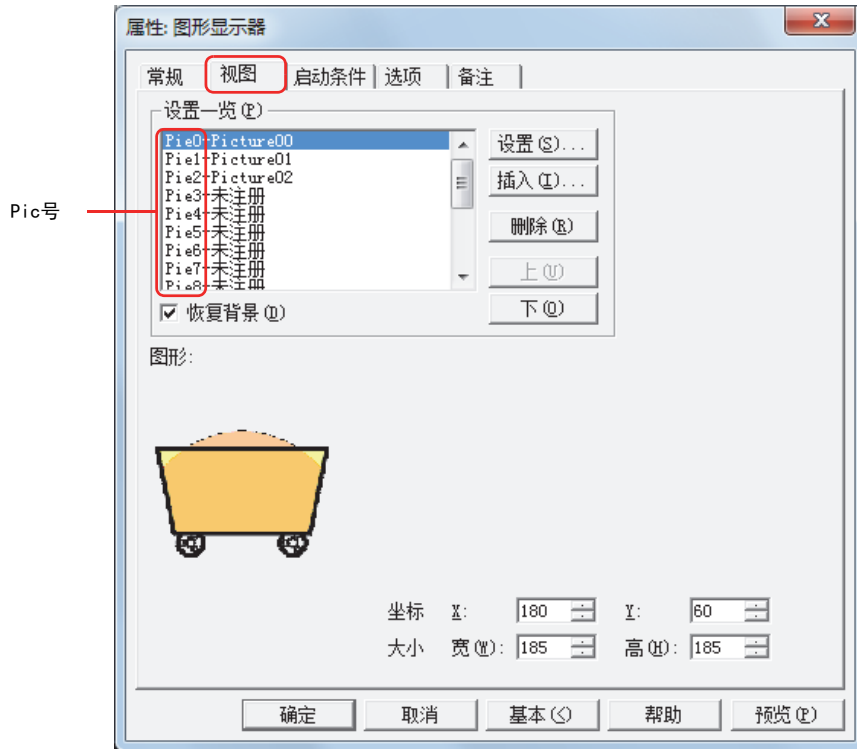 属性: 图形显示器
常规 视图 启动条件 选项 备注
设置一览(P)
Pie0-Picture00
Pie1-Picture01
Pie2-Picture02
Pie3-未注册
Pie4-未注册
Pie5-未注册
Pie6-未注册
Pie7-未注册
Pie8-未注册
设置(S)...
插入(I)...
删除(R)
上(U)
下(O)
Pic号
恢复背景(D)
图形:
坐标 X: 180 Y: 60
大小 宽(W): 185 高(H): 185
确定 取消 基本(<) 帮助 预览(P)